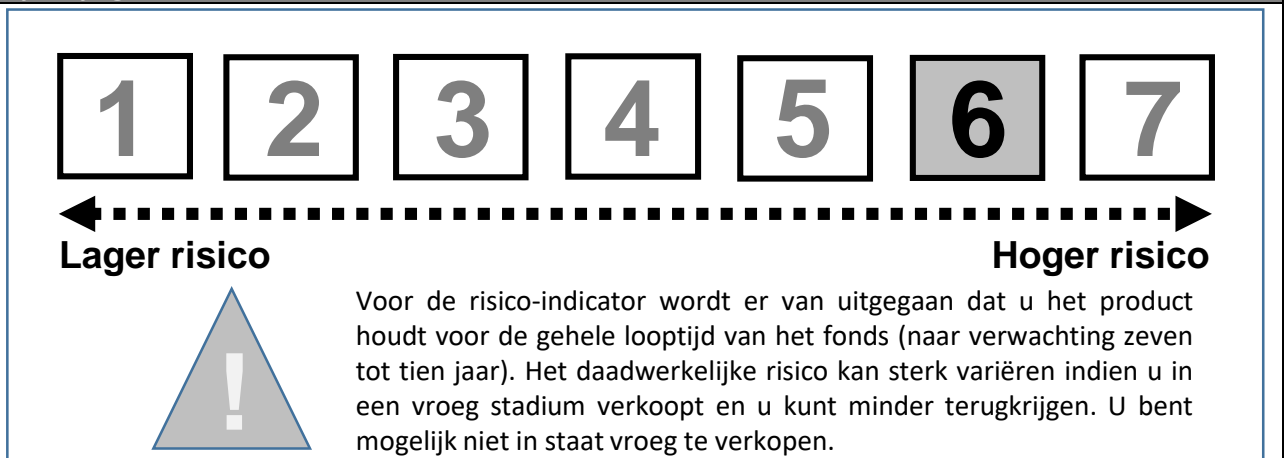 1 2 3 4 5 6 7
Lager risico Hoger risico
!
Voor de risico-indicator wordt er van uitgegaan dat u het product
houdt voor de gehele looptijd van het fonds (naar verwachting zeven
tot tien jaar). Het daadwerkelijke risico kan sterk variëren indien u in
een vroeg stadium verkoopt en u kunt minder terugkrijgen. U bent
mogelijk niet in staat vroeg te verkopen.